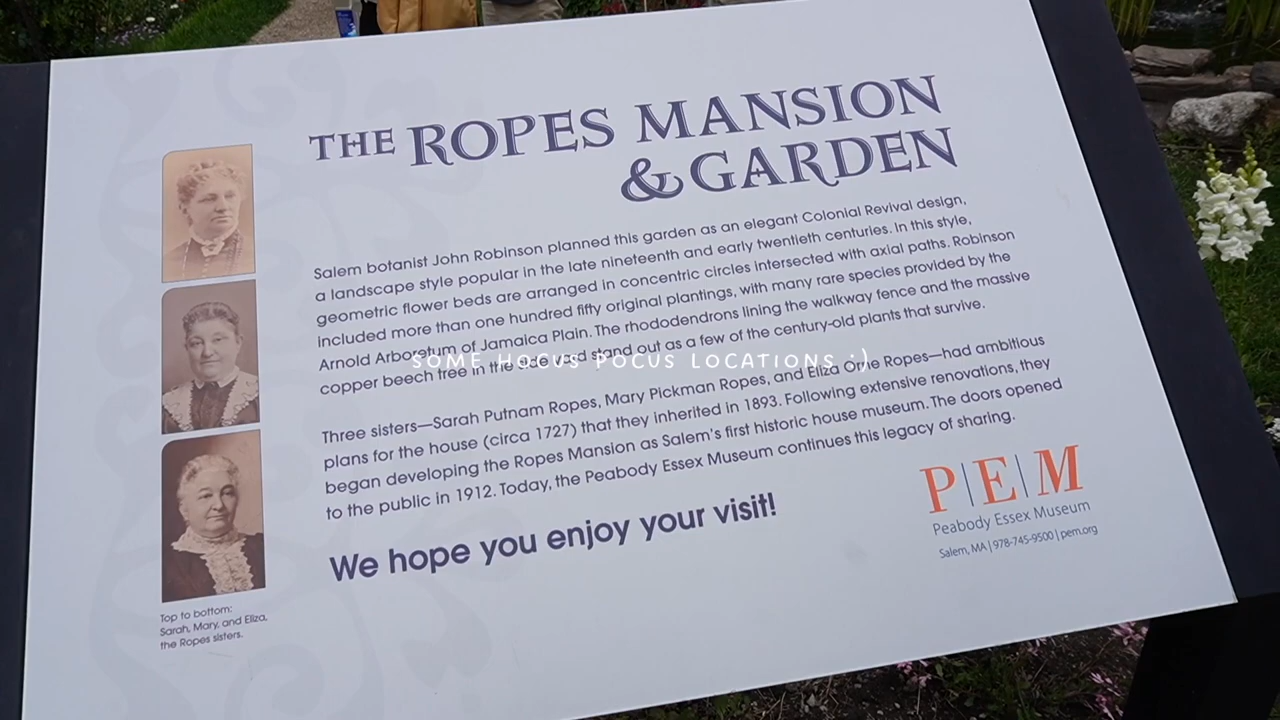 THE ROPES MANSION
& GARDEN
Salem botanist John Robinson planned this garden as an elegant Colonial Revival design,
a landscape style popular in the late nineteenth and early twentieth centuries. In this style,
geometric flower beds are arranged in concentric circles intersected with axial paths. Robinson
included more than one hundred fifty original plantings, with many rare species provided by the
Arnold Arboretum of Jamaica Plain. The rhododendrons lining the walkway fence and the massive
copper beech tree in the side stand out as a few of the century-old plants that survive.
SOME HOCUS POCUS LOCATIONS :)
Three sisters—Sarah Putnam Ropes, Mary Pickman Ropes, and Eliza Orne Ropes—had ambitious
plans for the house (circa 1727) that they inherited in 1893. Following extensive renovations, they
began developing the Ropes Mansion as Salem's first historic house museum. The doors opened
to the public in 1912. Today, the Peabody Essex Museum continues this legacy of sharing.
We hope you enjoy your visit!
PEM
Peabody Essex Museum
Salem, MA | 978-745-9500 | pem.org
Top to bottom:
Sarah, Mary, and Eliza,
the Ropes sisters.